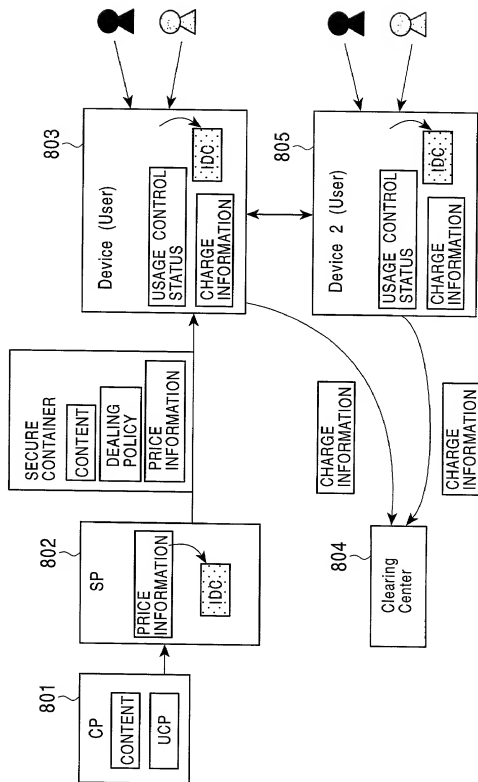 801
CP
CONTENT
UCP
802
SP
PRICE
INFORMATION
IDC
SECURE
CONTAINER
CONTENT
DEALING
POLICY
PRICE
INFORMATION
803
Device (User)
USAGE CONTROL
STATUS
IDC
CHARGE
INFORMATION
804
Clearing
Center
CHARGE
INFORMATION
CHARGE
INFORMATION
805
Device 2 (User)
USAGE CONTROL
STATUS
IDC
CHARGE
INFORMATION